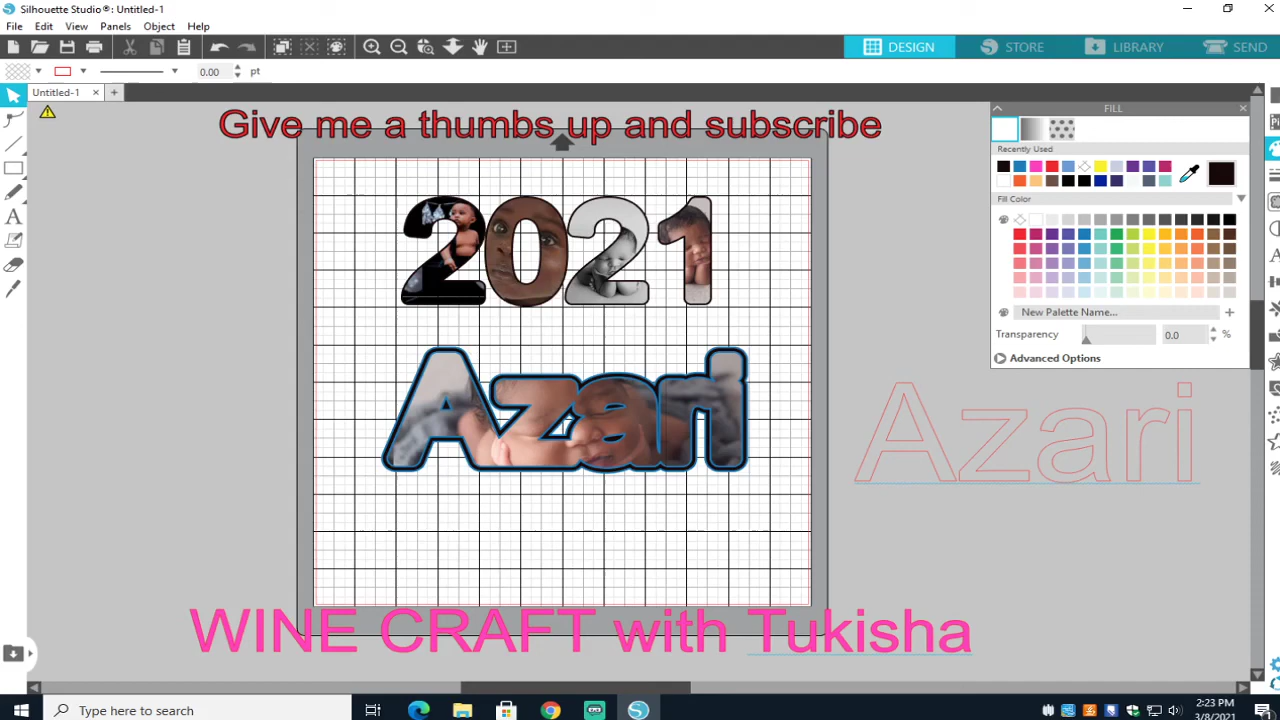 Silhouette Studio®: Untitled-1
File Edit View Panels Object Help
DESIGN STORE LIBRARY SEND
0.00 pt
Untitled-1
Give me a thumbs up and subscribe
FILL
Recently Used
Fill Color
New Palette Name...
Transparency 0.0 %
Advanced Options
2021
Azari
Azari
WINE CRAFT with Tukisha
Type here to search
2:23 PM
3/8/2021